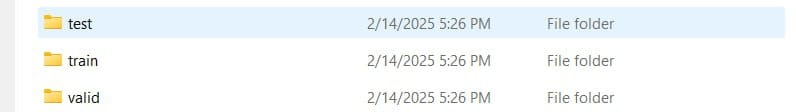 test 2/14/2025 5:26 PM File folder
train 2/14/2025 5:26 PM File folder
valid 2/14/2025 5:26 PM File folder